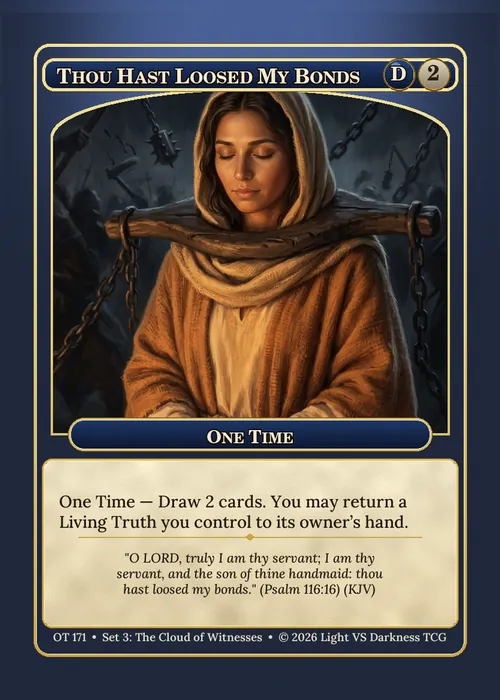 THOU HAST LOOSED MY BONDS D 2
ONE TIME
One Time — Draw 2 cards. You may return a
Living Truth you control to its owner's hand.
"O LORD, truly I am thy servant; I am thy
servant, and the son of thine handmaid: thou
hast loosed my bonds." (Psalm 116:16) (KJV)
OT 171 • Set 3: The Cloud of Witnesses • © 2026 Light VS Darkness TCG